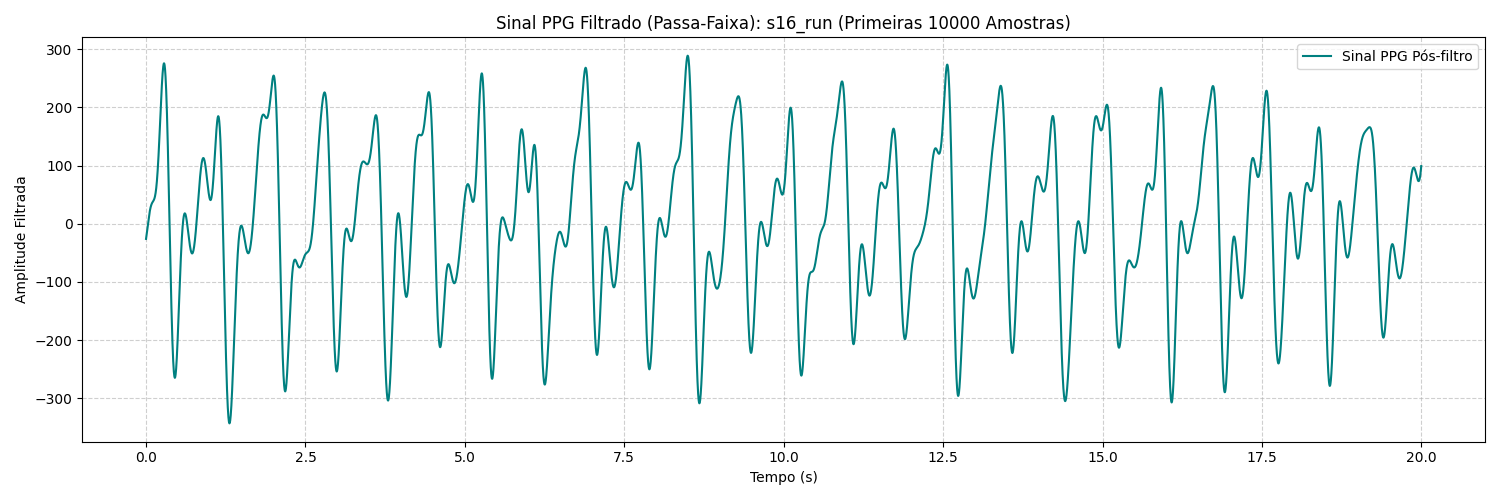 Sinal PPG Filtrado (Passa-Faixa): s16_run (Primeiras 10000 Amostras)
Sinal PPG Pós-filtro
Amplitude Filtrada
300
200
100
0
−100
−200
−300
0.0 2.5 5.0 7.5 10.0 12.5 15.0 17.5 20.0
Tempo (s)